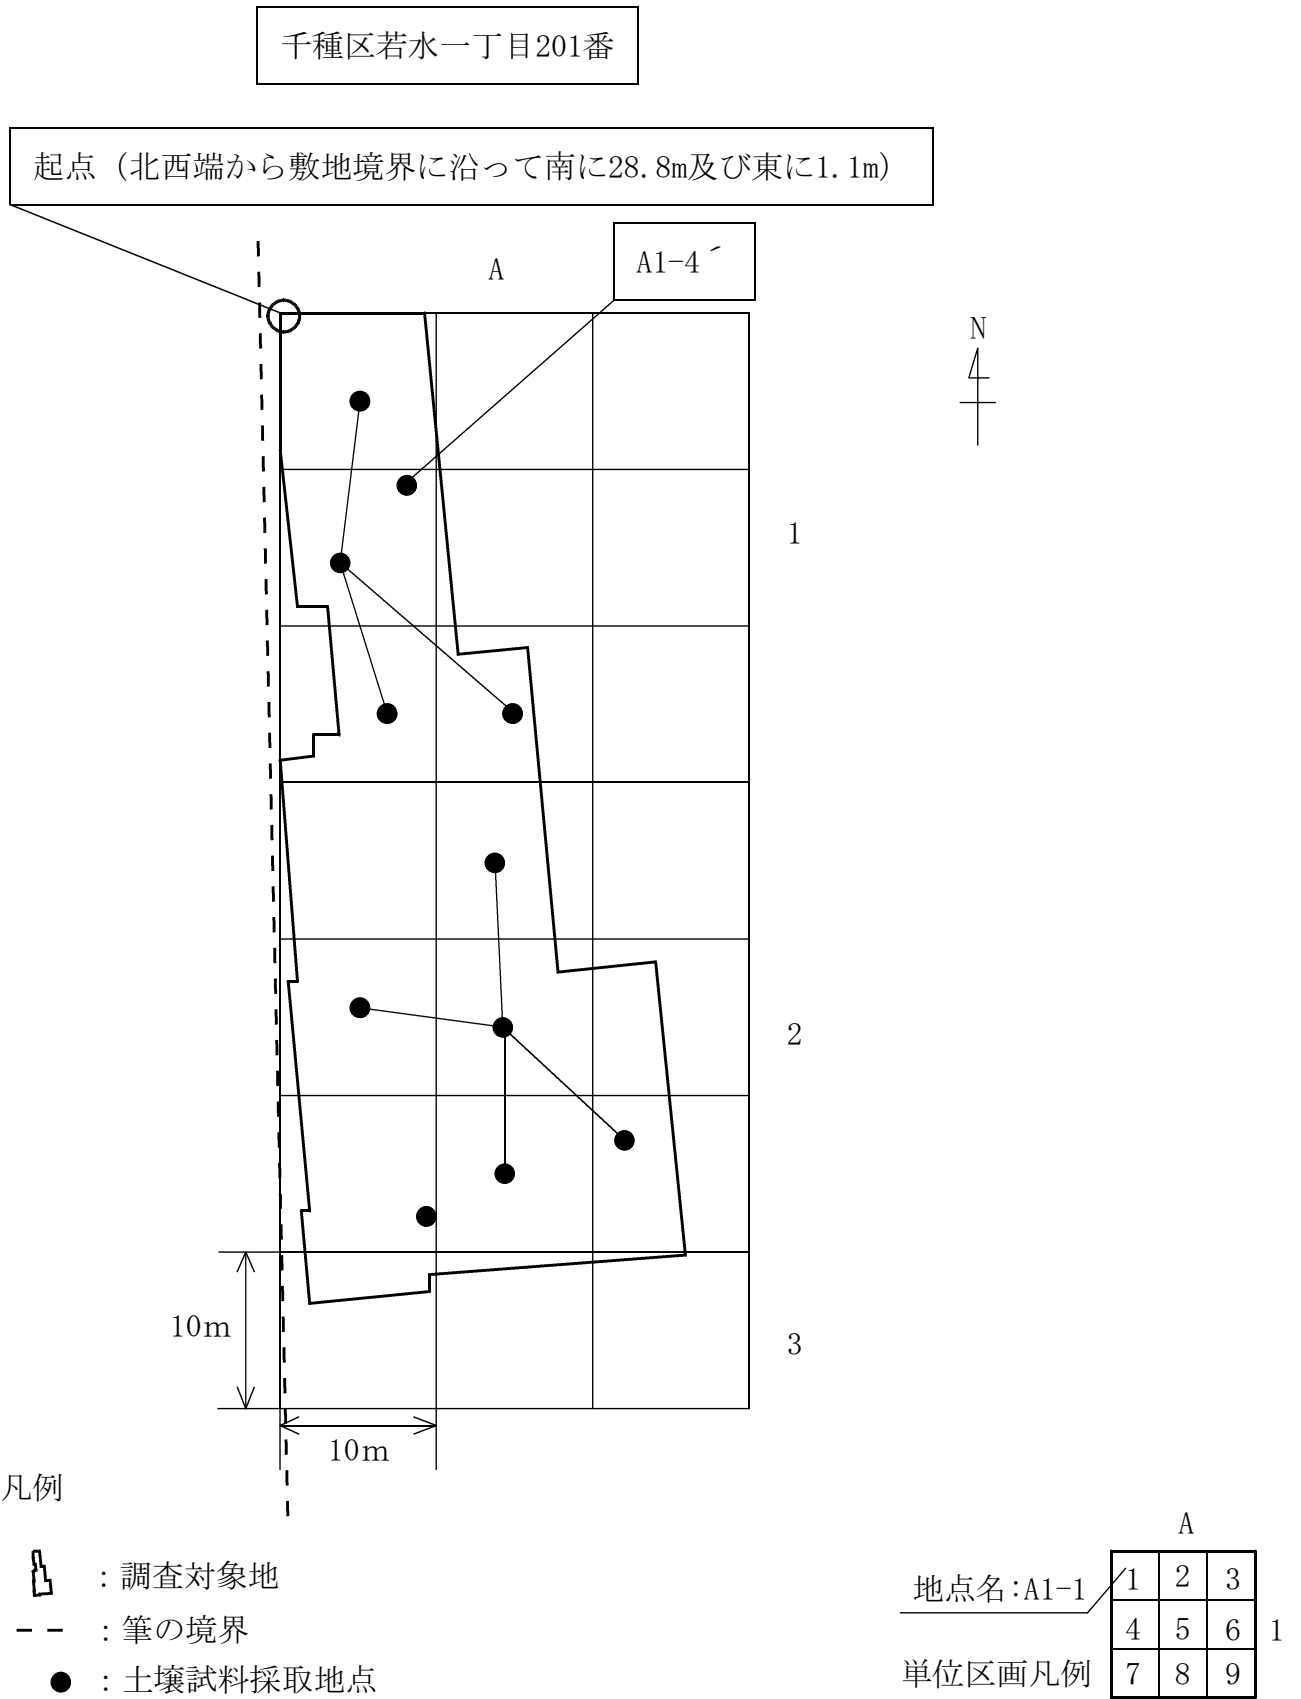 千種区若水一丁目201番
起点（北西端から敷地境界に沿って南に28.8m及び東に1.1m）
A1-4´
A
N
1
2
3
10m
10m
凡例
：調査対象地
：筆の境界
：土壌試料採取地点
A
地点名：A1-1
1 2 3
4 5 6 1
7 8 9
単位区画凡例